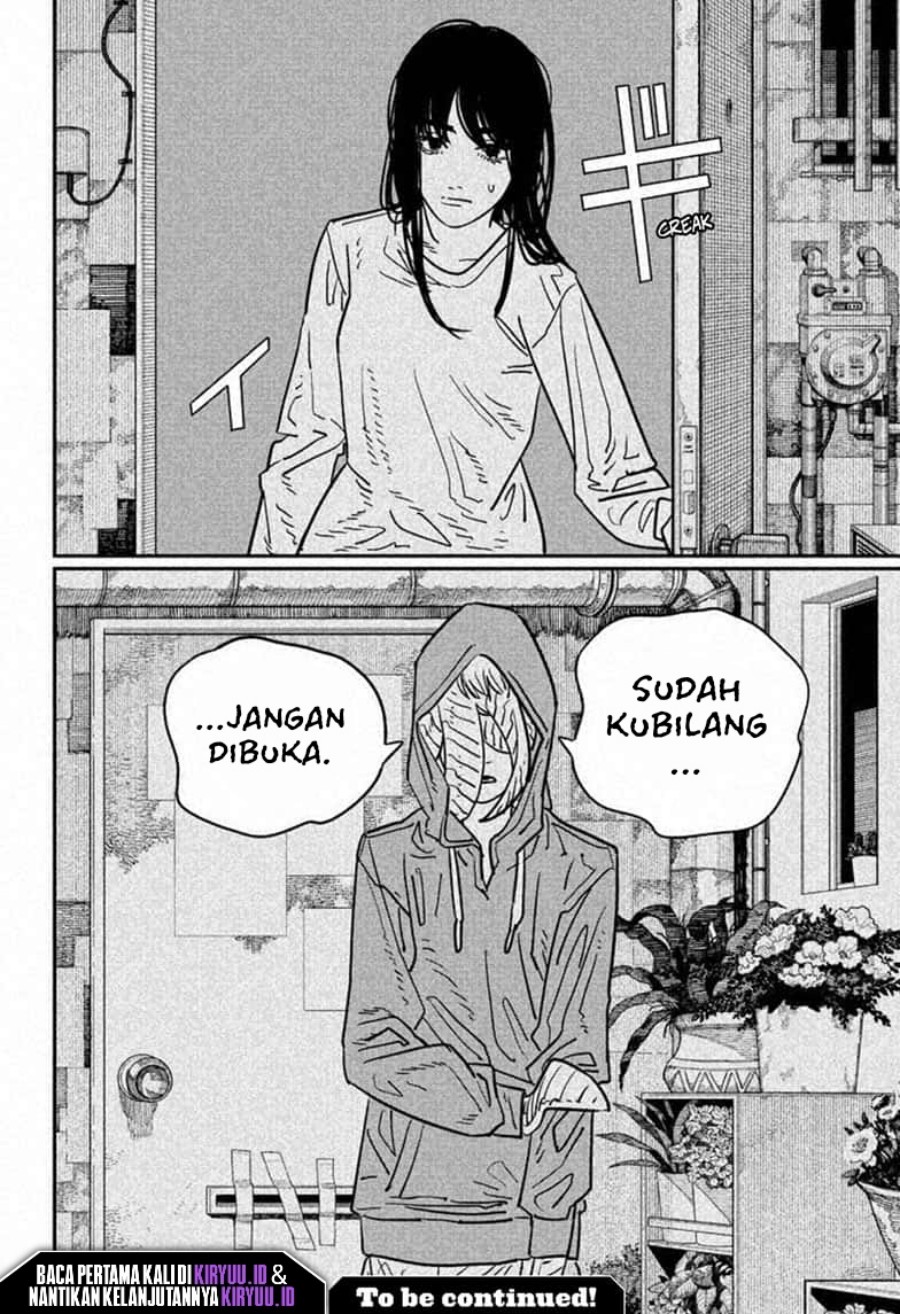 ギ
CREAK
イ
SUDAH
KUBILANG
...
...JANGAN
DIBUKA.
BACA PERTAMA KALI DI KIRYUU.ID &
NANTIKAN KELANJUTANNYA KIRYUU.ID
To be continued!